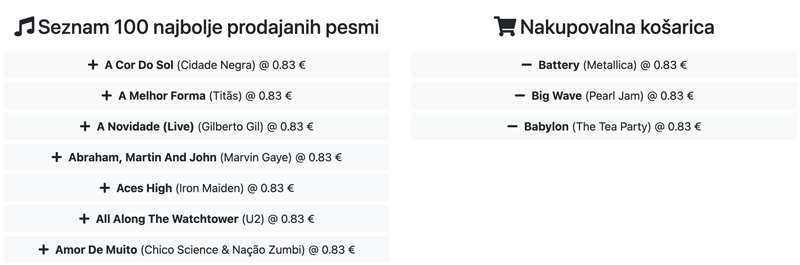 Seznam 100 najbolje prodajanih pesmi
+ A Cor Do Sol (Cidade Negra) @ 0.83 €
+ A Melhor Forma (Titãs) @ 0.83 €
+ A Novidade (Live) (Gilberto Gil) @ 0.83 €
+ Abraham, Martin And John (Marvin Gaye) @ 0.83 €
+ Aces High (Iron Maiden) @ 0.83 €
+ All Along The Watchtower (U2) @ 0.83 €
+ Amor De Muito (Chico Science & Nação Zumbi) @ 0.83 €
Nakupovalna košarica
− Battery (Metallica) @ 0.83 €
− Big Wave (Pearl Jam) @ 0.83 €
− Babylon (The Tea Party) @ 0.83 €